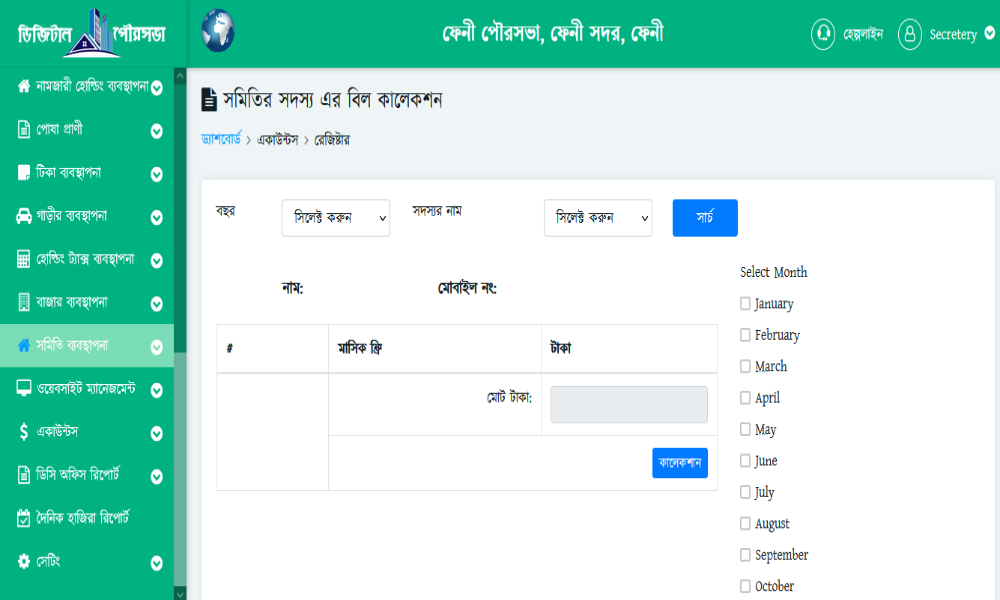 ডিজিটাল পৌরসভা
ফেনী পৌরসভা, ফেনী সদর, ফেনী
হেল্পলাইন
Secretery
নামজারী হোল্ডিং ব্যবস্থাপনা
পোষা প্রাণী
টিকা ব্যবস্থাপনা
গাড়ীর ব্যবস্থাপনা
হোল্ডিং ট্যাক্স ব্যবস্থাপনা
বাজার ব্যবস্থাপনা
সমিতি ব্যবস্থাপনা
ওয়েবসাইট ম্যানেজমেন্ট
একাউন্টস
ডিসি অফিস রিপোর্ট
দৈনিক হাজিরা রিপোর্ট
সেটিং
সমিতির সদস্য এর বিল কালেকশন
ড্যাশবোর্ড > একাউন্টস > রেজিষ্টার
বছর সিলেক্ট করুন সদস্যর নাম সিলেক্ট করুন সার্চ
নাম: মোবাইল নং:
# মাসিক ফ্রি টাকা
মোট টাকা:
কালেকশান
Select Month
January
February
March
April
May
June
July
August
September
October